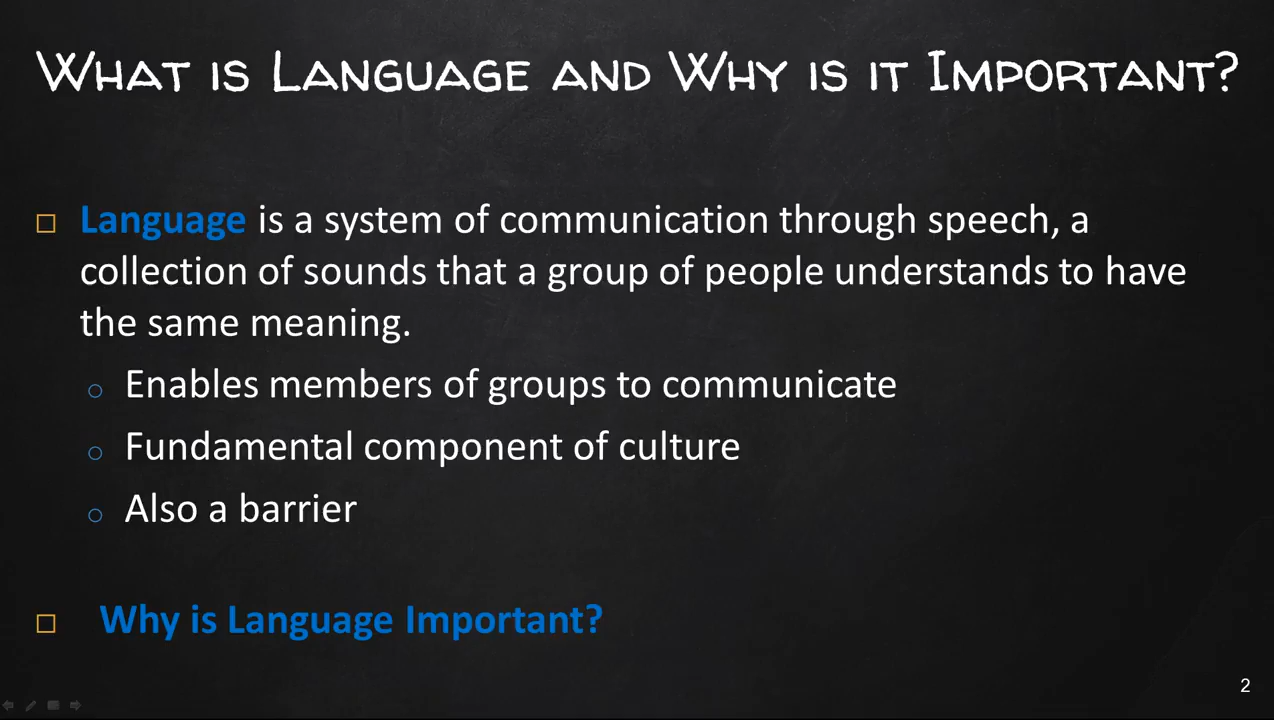 What is Language and Why is it Important?
Language is a system of communication through speech, a
collection of sounds that a group of people understands to have
the same meaning.
Enables members of groups to communicate
Fundamental component of culture
Also a barrier
Why is Language Important?
2